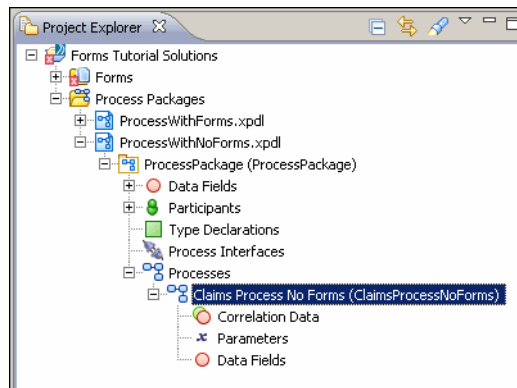 Project Explorer
Forms Tutorial Solutions
Forms
Process Packages
ProcessWithForms.xpdl
ProcessWithNoForms.xpdl
ProcessPackage (ProcessPackage)
Data Fields
Participants
Type Declarations
Process Interfaces
Processes
Claims Process No Forms (ClaimsProcessNoForms)
Correlation Data
Parameters
Data Fields